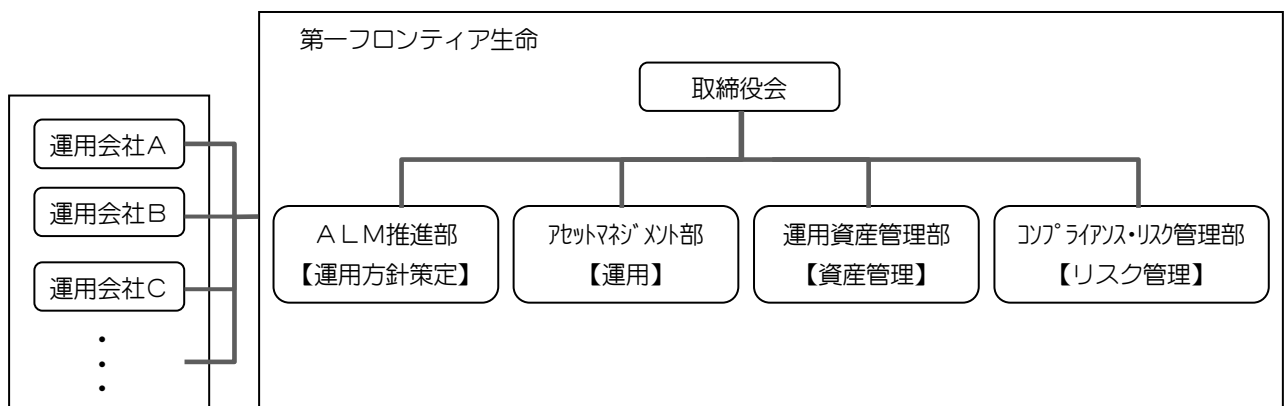 第一フロンティア生命
取締役会
運用会社A
運用会社B
運用会社C
・
・
・
ALM推進部
【運用方針策定】
アセットマネジメント部
【運用】
運用資産管理部
【資産管理】
コンプライアンス・リスク管理部
【リスク管理】